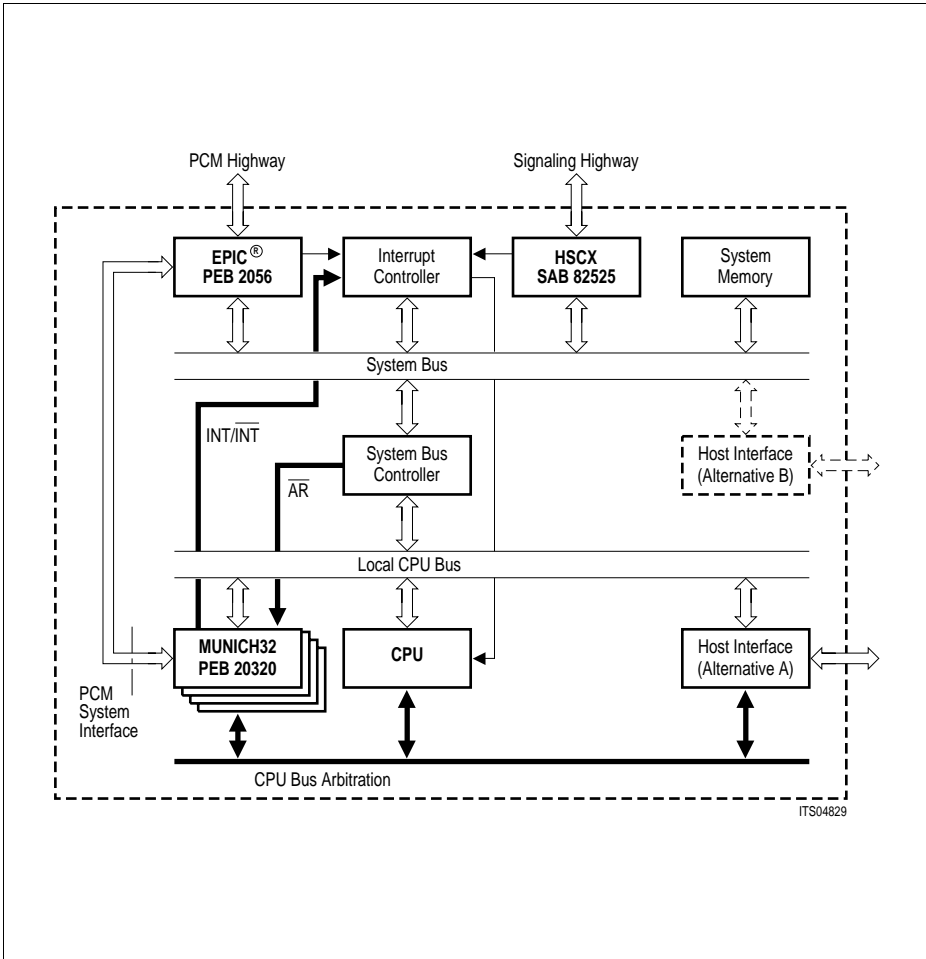 PCM Highway
Signaling Highway
EPIC®
PEB 2056
Interrupt
Controller
HSCX
SAB 82525
System
Memory
System Bus
INT/I̅N̅T̅
System Bus
Controller
A̅R̅
Host Interface
(Alternative B)
Local CPU Bus
MUNICH32
PEB 20320
CPU
Host Interface
(Alternative A)
PCM
System
Interface
CPU Bus Arbitration
ITS04829